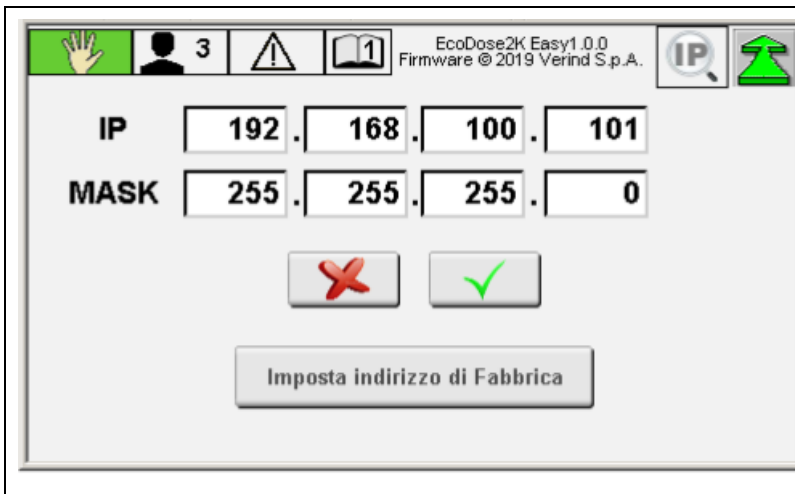 3
1
EcoDose2K Easy1.0.0
Firmware © 2019 Verind S.p.A.
IP
IP 192 . 168 . 100 . 101
MASK 255 . 255 . 255 . 0
Imposta indirizzo di Fabbrica